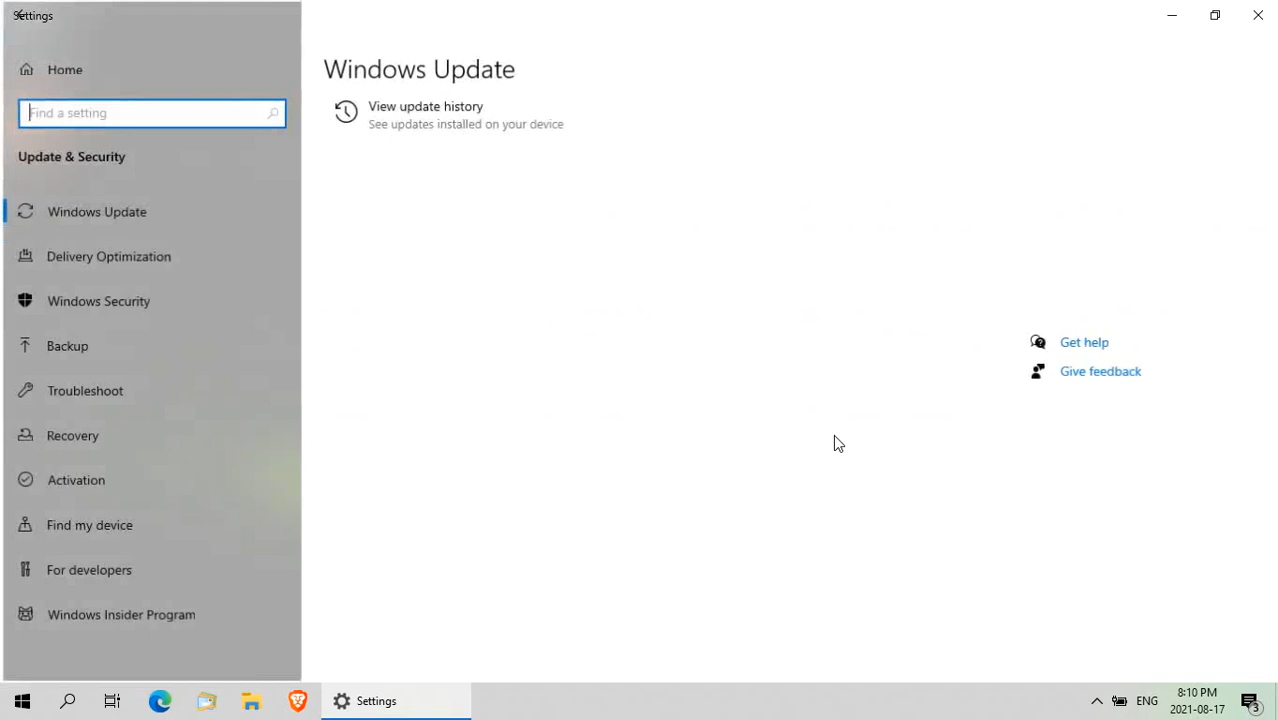 Settings
Home
Find a setting
Update & Security
Windows Update
Delivery Optimization
Windows Security
Backup
Troubleshoot
Recovery
Activation
Find my device
For developers
Windows Insider Program
Windows Update
View update history
See updates installed on your device
Get help
Give feedback
Settings
ENG
8:10 PM
2021-08-17
3